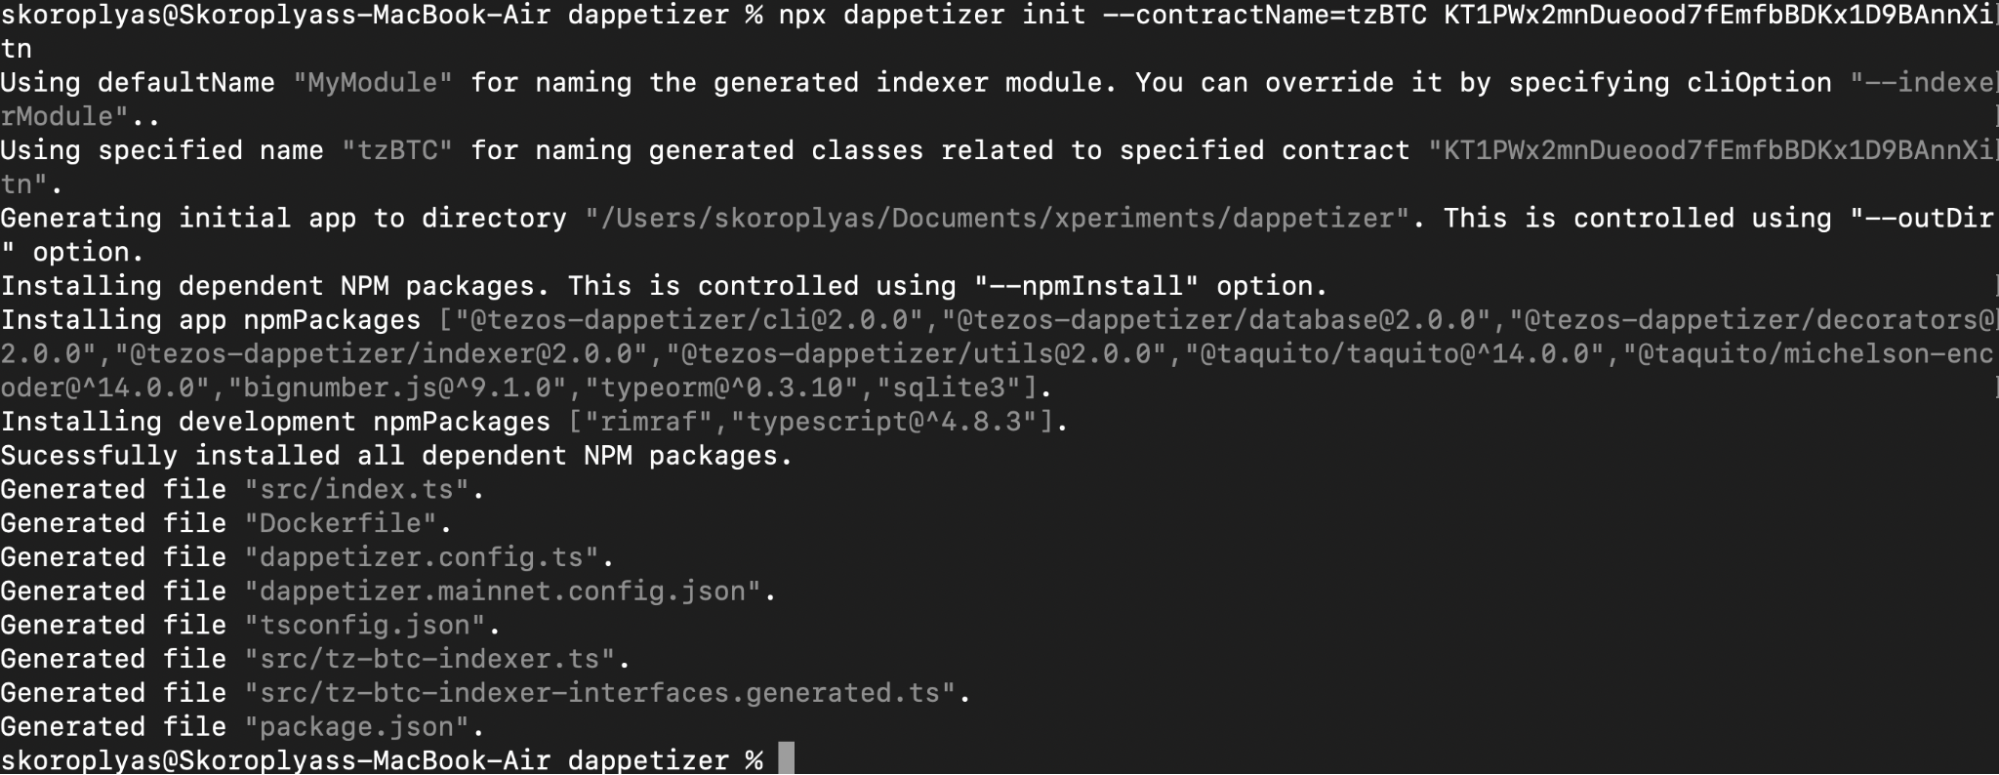 skoroplyas@Skoroplyass-MacBook-Air dappetizer % npx dappetizer init --contractName=tzBTC KT1PWx2mnDueood7fEmfbBDKx1D9BAnnXi
tn
Using defaultName "MyModule" for naming the generated indexer module. You can override it by specifying cliOption "--indexe
rModule"..
Using specified name "tzBTC" for naming generated classes related to specified contract "KT1PWx2mnDueood7fEmfbBDKx1D9BAnnXi
tn".
Generating initial app to directory "/Users/skoroplyas/Documents/xperiments/dappetizer". This is controlled using "--outDir
" option.
Installing dependent NPM packages. This is controlled using "--npmInstall" option.
Installing app npmPackages ["@tezos-dappetizer/cli@2.0.0","@tezos-dappetizer/database@2.0.0","@tezos-dappetizer/decorators@
2.0.0","@tezos-dappetizer/indexer@2.0.0","@tezos-dappetizer/utils@2.0.0","@taquito/taquito@^14.0.0","@taquito/michelson-enc
oder@^14.0.0","bignumber.js@^9.1.0","typeorm@^0.3.10","sqlite3"].
Installing development npmPackages ["rimraf","typescript@^4.8.3"].
Sucessfully installed all dependent NPM packages.
Generated file "src/index.ts".
Generated file "Dockerfile".
Generated file "dappetizer.config.ts".
Generated file "dappetizer.mainnet.config.json".
Generated file "tsconfig.json".
Generated file "src/tz-btc-indexer.ts".
Generated file "src/tz-btc-indexer-interfaces.generated.ts".
Generated file "package.json".
skoroplyas@Skoroplyass-MacBook-Air dappetizer %